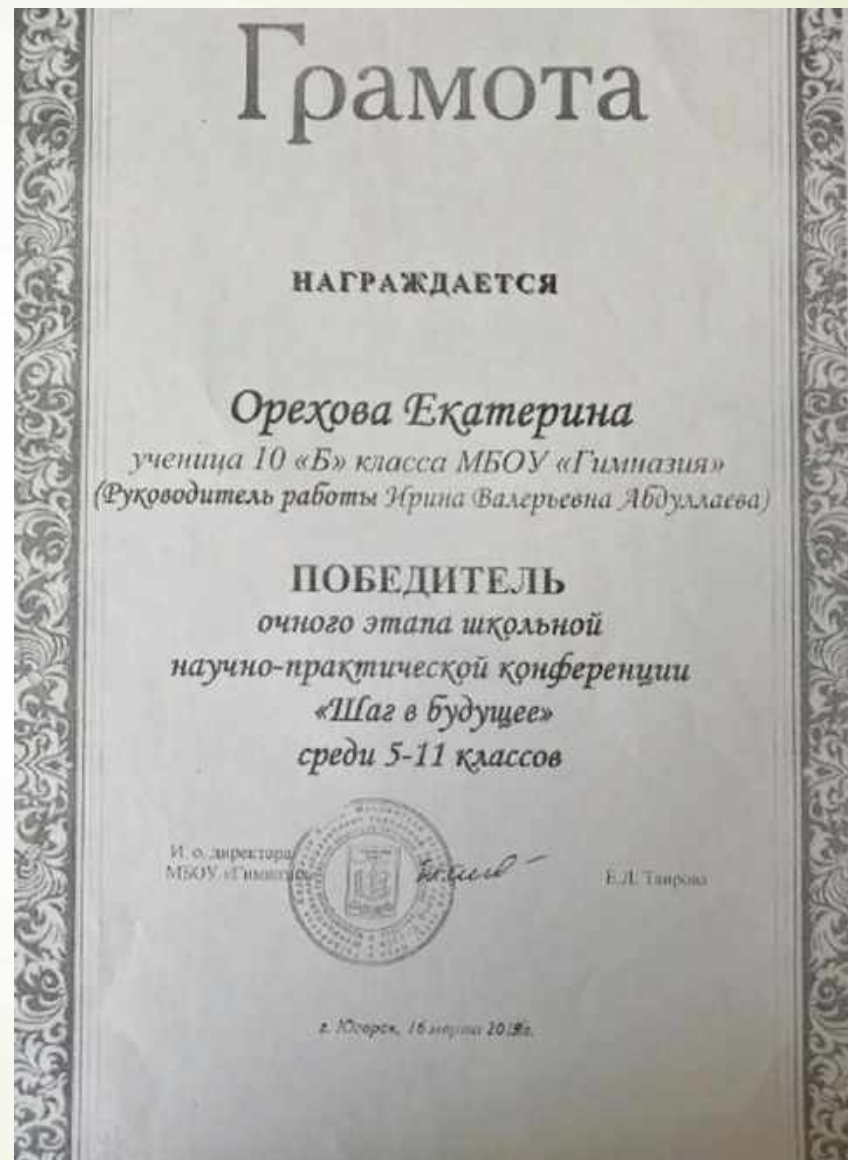 Грамота
НАГРАЖДАЕТСЯ
Орехова Екатерина
ученица 10 «Б» класса МБОУ «Гимназия»
(Руководитель работы Ирина Валерьевна Абдуллаева)
ПОБЕДИТЕЛЬ
очного этапа школьной
научно-практической конференции
«Шаг в будущее»
среди 5-11 классов
И. о. директора
МБОУ
Е.Л. Таирова
г. Югорск, 16 марта